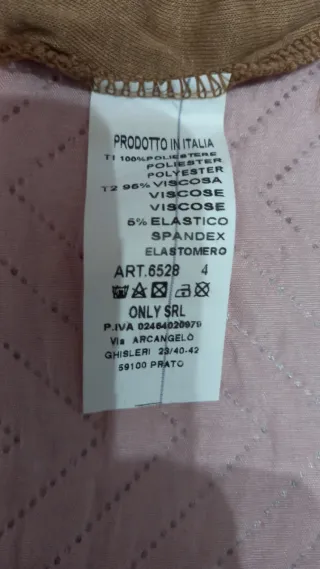 PRODOTTO IN ITALIA
T1 100%POLIESTERE
POLIESTER
POLYESTER
T2 95% VISCOSA
VISCOSE
VISCOSE
5% ELASTICO
SPANDEX
ELASTOMERO
ART.6528 4
ONLY SRL
P.IVA 02464020979
Via ARCANGELO
GHISLERI 23/40-42
59100 PRATO